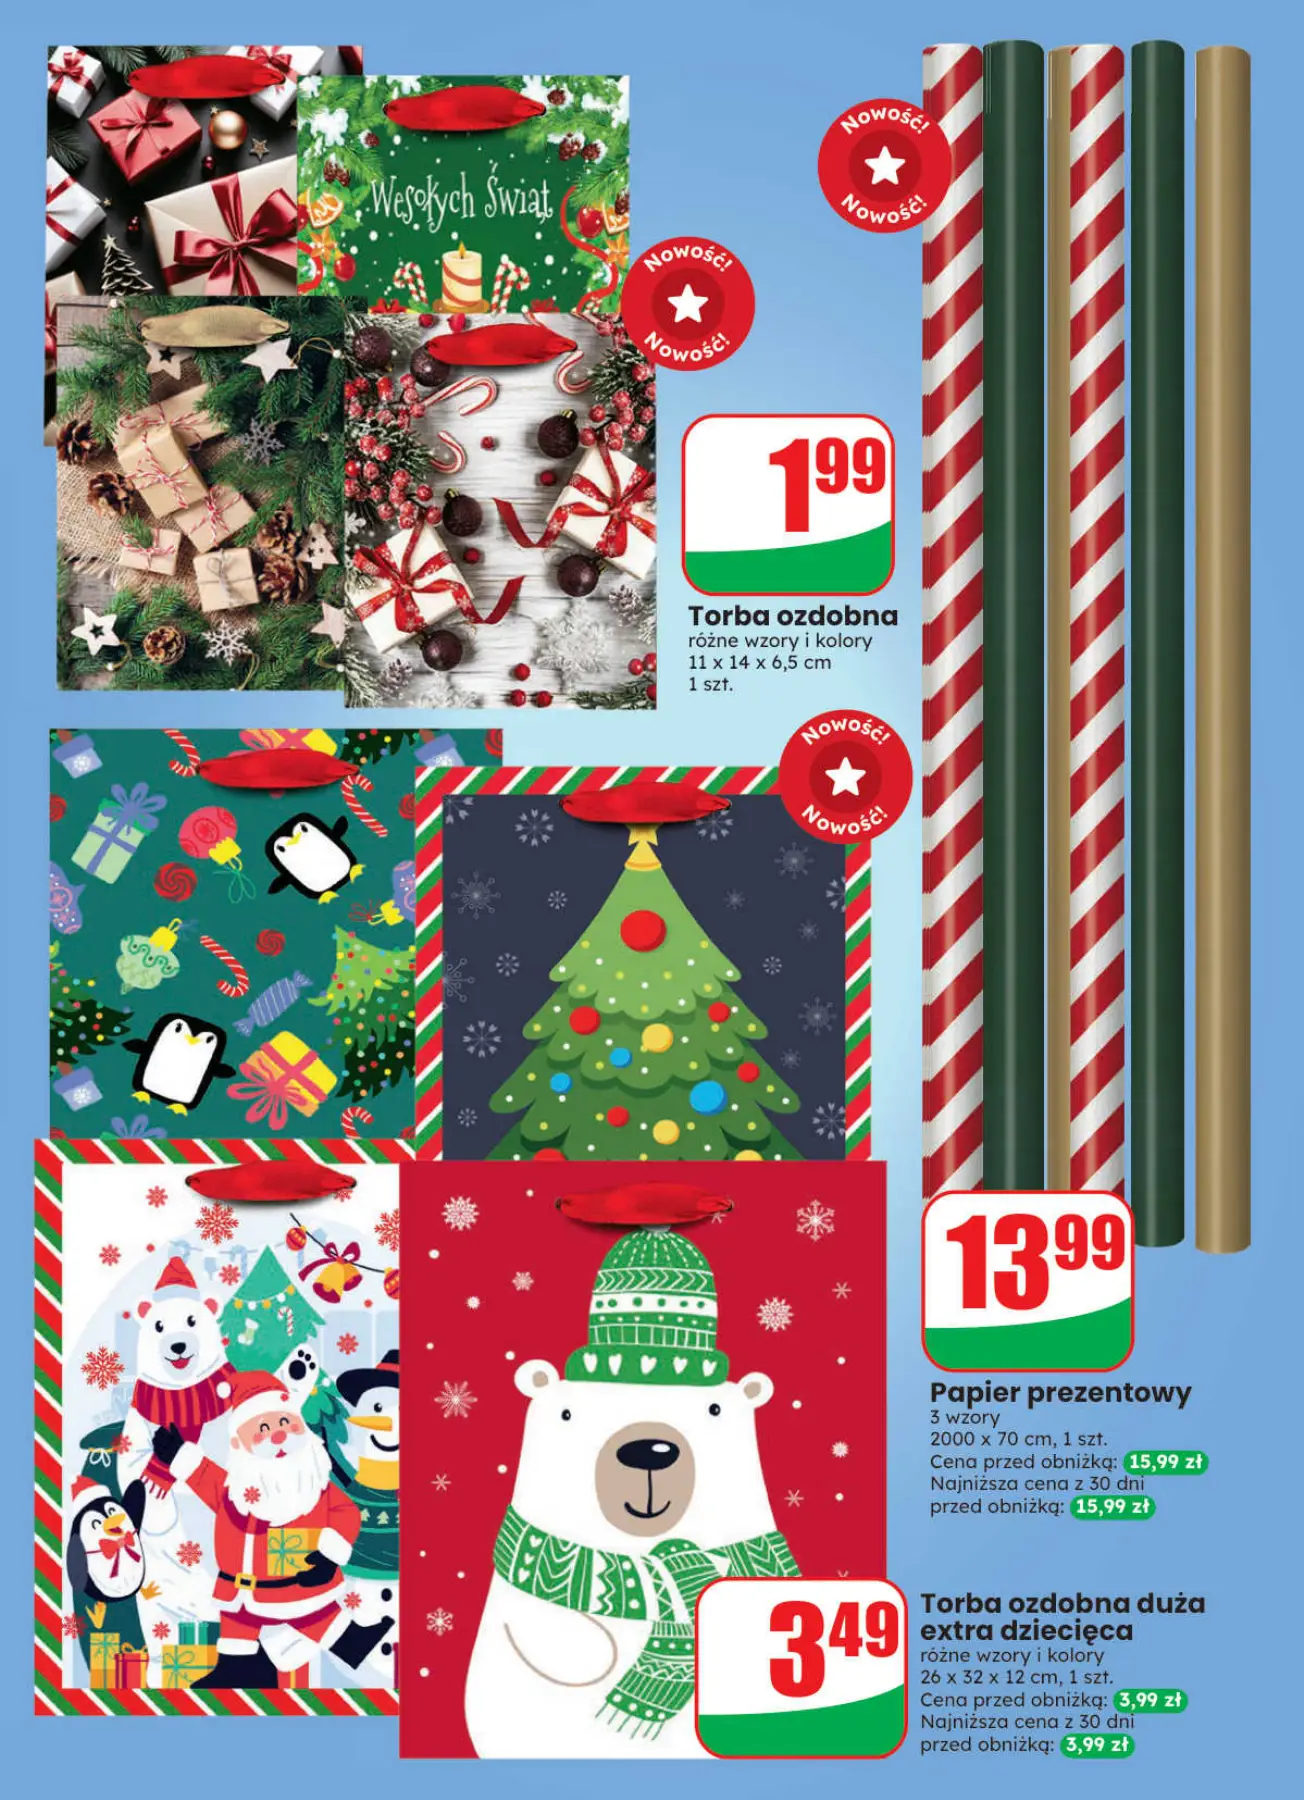 Wesołych Świąt
Nowość!
Nowość!
Nowość!
Nowość!
1 99
Torba ozdobna
różne wzory i kolory
11 x 14 x 6,5 cm
1 szt.
Nowość!
Nowość!
13 99
Papier prezentowy
3 wzory
2000 x 70 cm, 1 szt.
Cena przed obniżką: 15,99 zł
Najniższa cena z 30 dni
przed obniżką: 15,99 zł
3 49
Torba ozdobna duża
extra dziecięca
różne wzory i kolory
26 x 32 x 12 cm, 1 szt.
Cena przed obniżką: 3,99 zł
Najniższa cena z 30 dni
przed obniżką: 3,99 zł